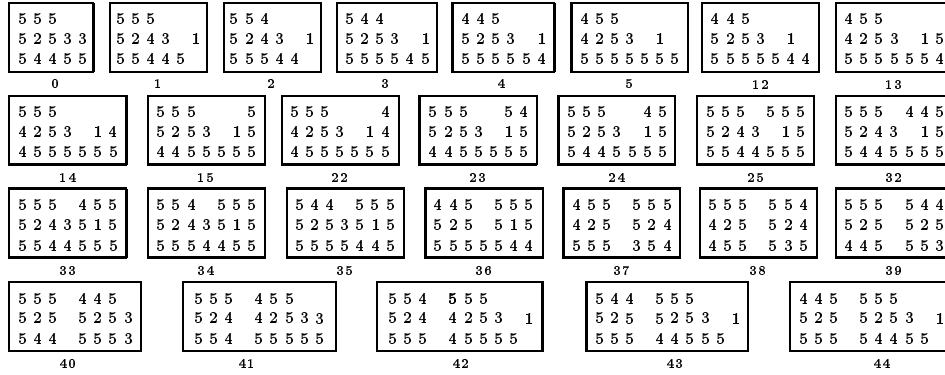 5 5 5
5 2 5 3 3
5 4 4 5 5
0
5 5 5
5 2 4 3 1
5 5 4 4 5
1
5 5 4
5 2 4 3 1
5 5 5 4 4
2
5 4 4
5 2 5 3 1
5 5 5 5 4 5
3
4 4 5
5 2 5 3 1
5 5 5 5 5 4
4
4 5 5
4 2 5 3 1
5 5 5 5 5 5 5
5
4 4 5
5 2 5 3 1
5 5 5 5 5 4 4
12
4 5 5
4 2 5 3 1 5
5 5 5 5 5 5 4
13
5 5 5
4 2 5 3 1 4
4 5 5 5 5 5 5
14
5 5 5 5
5 2 5 3 1 5
4 4 5 5 5 5 5
15
5 5 5 4
4 2 5 3 1 4
4 5 5 5 5 5 5
22
5 5 5 5 4
5 2 5 3 1 5
4 4 5 5 5 5 5
23
5 5 5 4 5
5 2 5 3 1 5
5 4 4 5 5 5 5
24
5 5 5 5 5 5
5 2 4 3 1 5
5 5 4 4 5 5 5
25
5 5 5 4 4 5
5 2 4 3 1 5
5 4 4 5 5 5 5
32
5 5 5 4 5 5
5 2 4 3 5 1 5
5 5 4 4 5 5 5
33
5 5 4 5 5 5
5 2 4 3 5 1 5
5 5 5 4 4 5 5
34
5 4 4 5 5 5
5 2 5 3 5 1 5
5 5 5 5 4 4 5
35
4 4 5 5 5 5
5 2 5 5 1 5
5 5 5 5 5 4 4
36
4 5 5 5 5 5
4 2 5 5 2 4
5 5 5 3 5 4
37
5 5 5 5 5 4
4 2 5 5 2 4
4 5 5 5 3 5
38
5 5 5 5 4 4
5 2 5 5 2 5
4 4 5 5 5 3
39
5 5 5 4 4 5
5 2 5 5 2 5 3
5 4 4 5 5 5 3
40
5 5 5 4 5 5
5 2 4 4 2 5 3 3
5 5 4 5 5 5 5 5
41
5 5 4 5 5 5
5 2 4 4 2 5 3 1
5 5 5 4 5 5 5 5
42
5 4 4 5 5 5
5 2 5 5 2 5 3 1
5 5 5 4 4 5 5 5
43
4 4 5 5 5 5
5 2 5 5 2 5 3 1
5 5 5 5 4 4 5 5
44